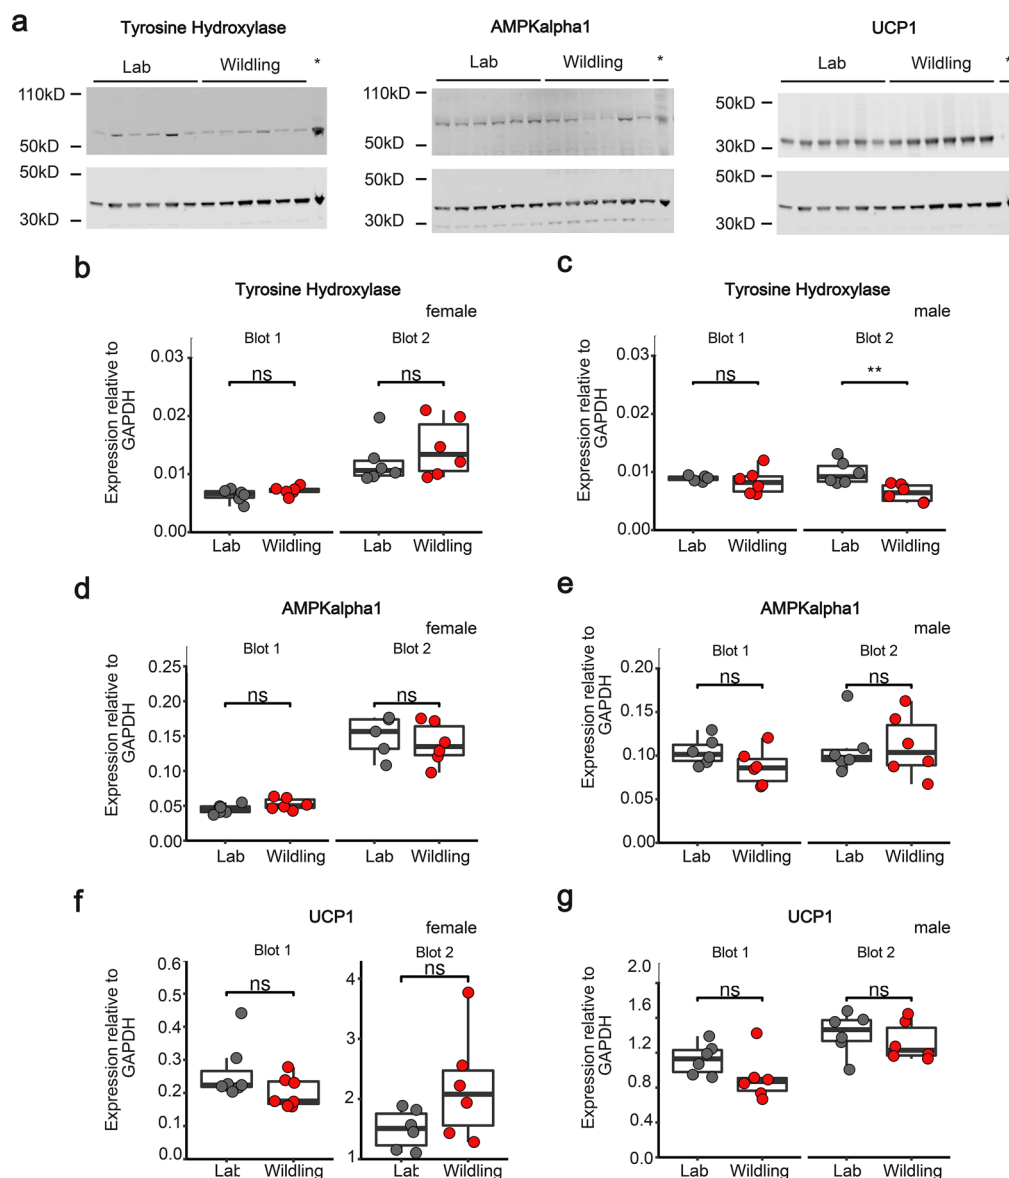 a
Tyrosine Hydroxylase
AMPKalpha1
UCP1
Lab Wildling *
Lab Wildling *
Lab Wildling *
110kD
50kD
50kD
30kD
110kD
50kD
50kD
30kD
50kD
30kD
50kD
30kD
b
Tyrosine Hydroxylase
female
Blot 1 Blot 2
Expression relative to
GAPDH
0.03
0.02
0.01
0.00
ns ns
Lab Wildling Lab Wildling
c
Tyrosine Hydroxylase
male
Blot 1 Blot 2
Expression relative to
GAPDH
0.03
0.02
0.01
0.00
ns **
Lab Wildling Lab Wildling
d
AMPKalpha1
female
Blot 1 Blot 2
Expression relative to
GAPDH
0.25
0.20
0.15
0.10
0.05
0.00
ns ns
Lab Wildling Lab Wildling
e
AMPKalpha1
male
Blot 1 Blot 2
Expression relative to
GAPDH
0.20
0.15
0.10
0.05
0.00
ns ns
Lab Wildling Lab Wildling
f
UCP1
female
Blot 1 Blot 2
Expression relative to
GAPDH
0.6
0.5
0.4
0.3
0.2
0.1
0.0
4
3
2
1
ns ns
Lab Wildling Lab Wildling
g
UCP1
male
Blot 1 Blot 2
Expression relative to
GAPDH
2.0
1.6
1.2
0.8
0.0
ns ns
Lab Wildling Lab Wildling